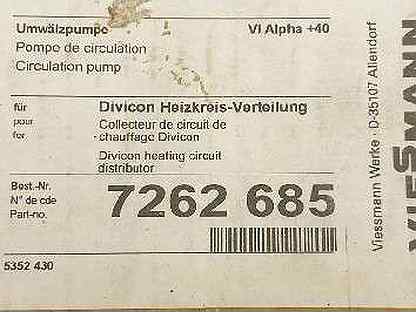 Umwälzpumpe VI Alpha +40
Pompe de circulation
Circulation pump
für Divicon Heizkreis-Verteilung
pour Collecteur de circuit de
for chauffage Divicon
Divicon heating circuit
distributor
Best.-Nr. 7262 685
N° de cde
Part-no.
5352 430
Viessmann Werke · D-35107 Allendorf
VIESSMANN